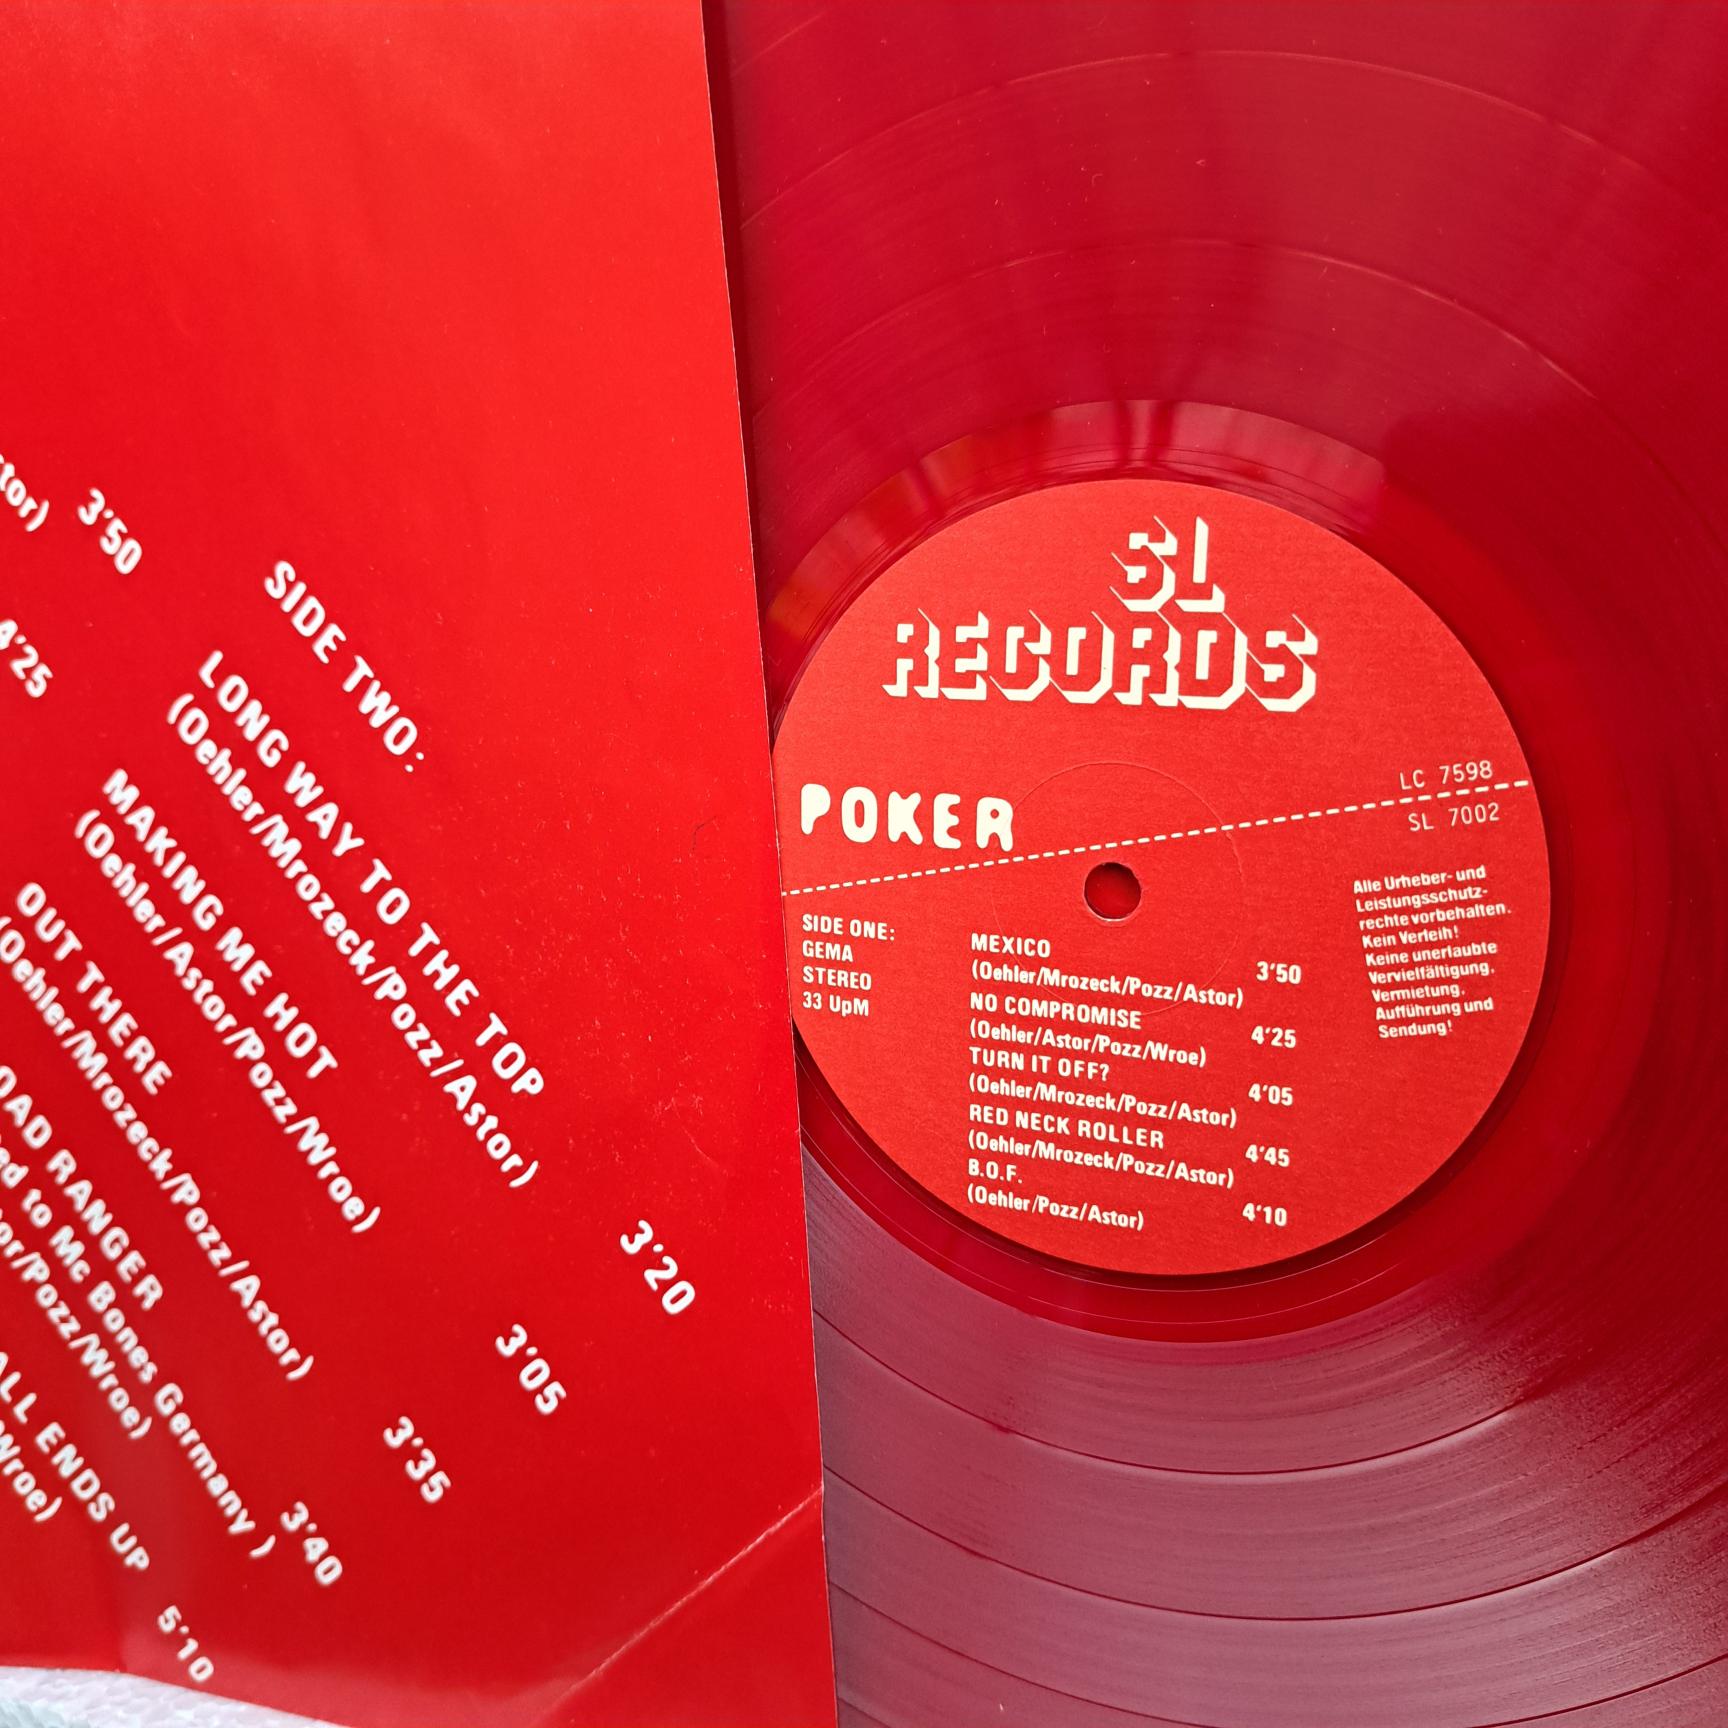 tor) 3'50
4'25
SIDE TWO:
LONG WAY TO THE TOP
(Oehler/Mrozeck/Pozz/Astor) 3'20
MAKING ME HOT
(Oehler/Astor/Pozz/Wroe) 3'05
OUT THERE
(Oehler/Mrozeck/Pozz/Astor) 3'35
OAD RANGER
ed to Mc Bones Germany )
tor/Pozz/Wroe) 3'40
ALL ENDS UP
Wroe) 5'10
SL
RECORDS
LC 7598
POKER
SL 7002
SIDE ONE:
GEMA
STEREO
33 UpM
MEXICO
(Oehler/Mrozeck/Pozz/Astor) 3'50
NO COMPROMISE
(Oehler/Astor/Pozz/Wroe) 4'25
TURN IT OFF?
(Oehler/Mrozeck/Pozz/Astor) 4'05
RED NECK ROLLER
(Oehler/Mrozeck/Pozz/Astor) 4'45
B.O.F.
(Oehler/Pozz/Astor) 4'10
Alle Urheber- und
Leistungsschutz-
rechte vorbehalten.
Kein Verleih!
Keine unerlaubte
Vervielfältigung,
Vermietung,
Aufführung und
Sendung!